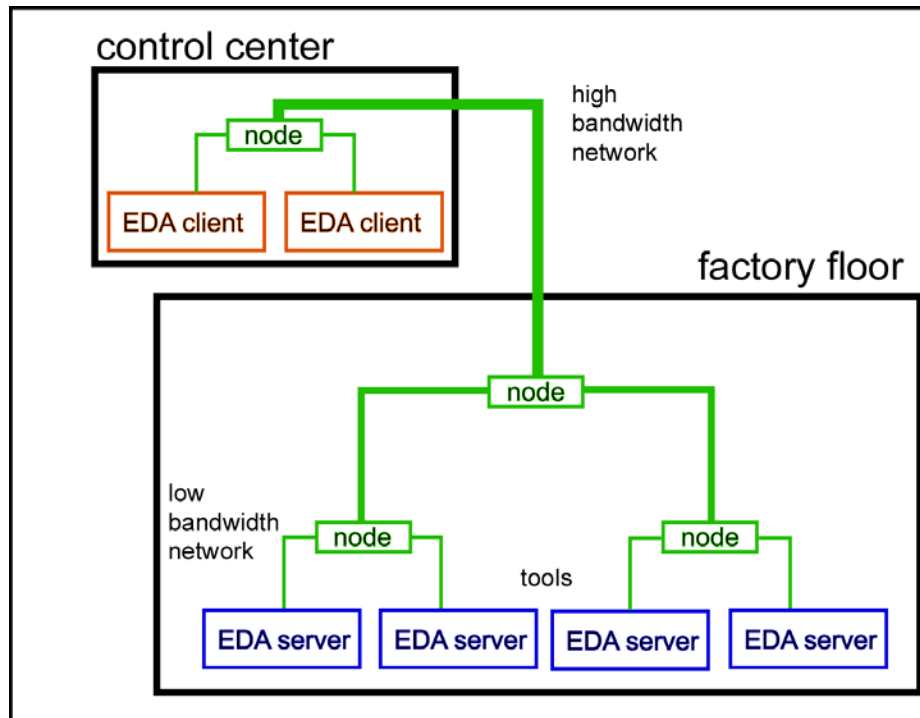 control center
high
bandwidth
network
node
EDA client
EDA client
factory floor
node
low
bandwidth
network
node
node
tools
EDA server
EDA server
EDA server
EDA server